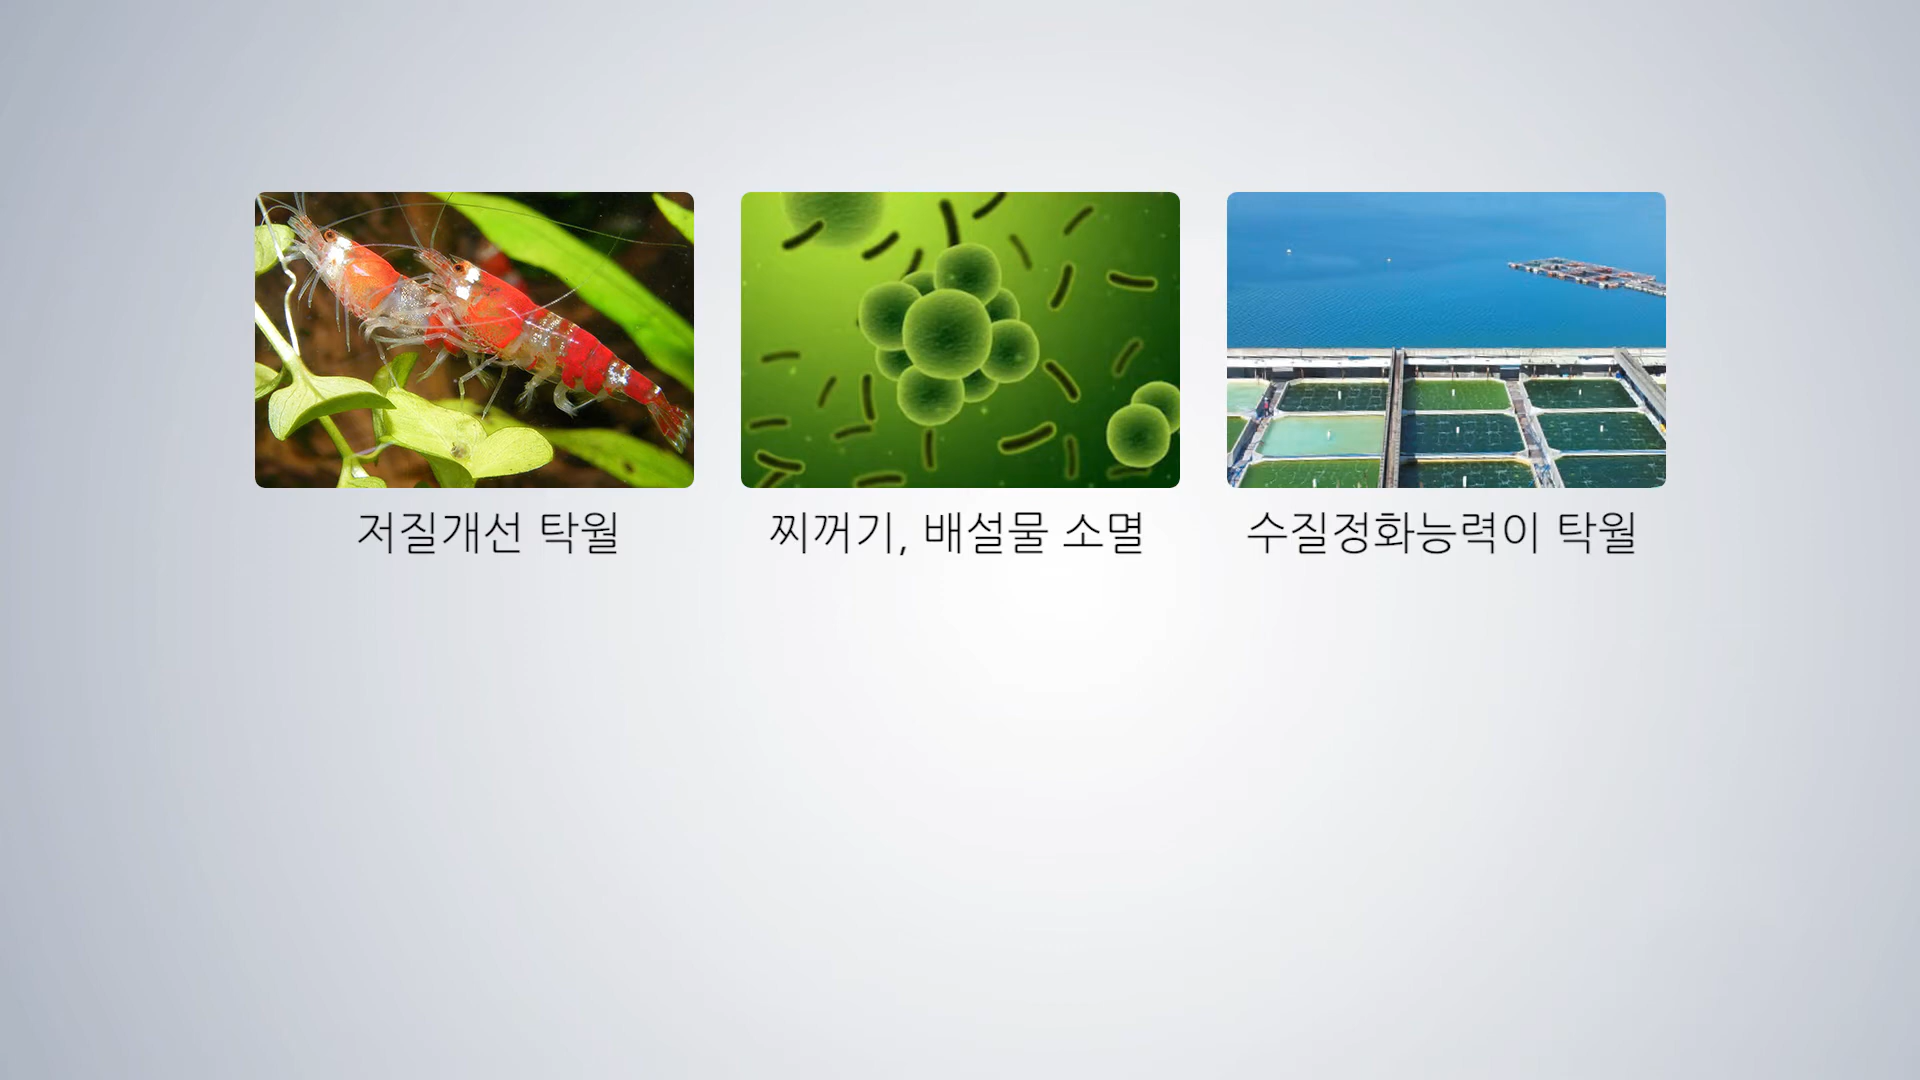 저질개선 탁월
찌꺼기, 배설물 소멸
수질정화능력이 탁월